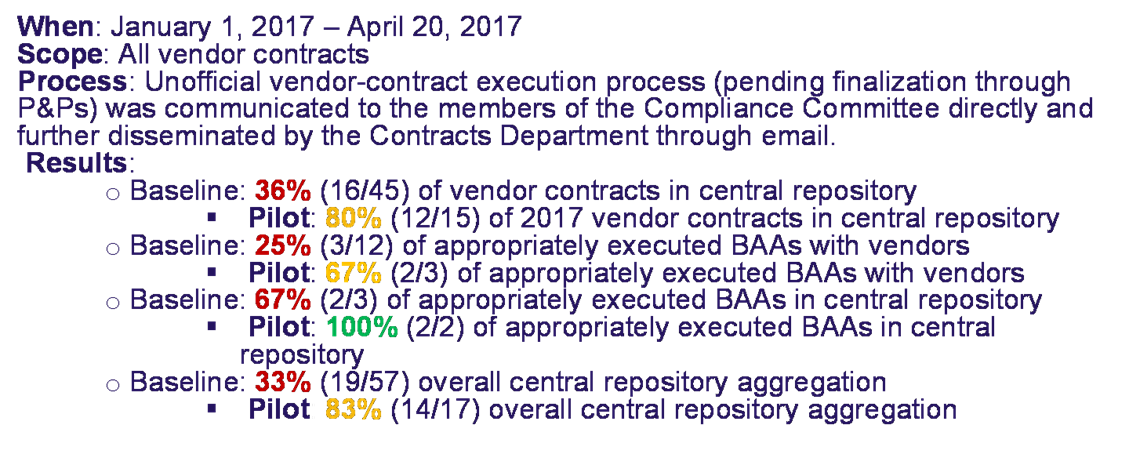 When: January 1, 2017 – April 20, 2017
Scope: All vendor contracts
Process: Unofficial vendor-contract execution process (pending finalization through
P&Ps) was communicated to the members of the Compliance Committee directly and
further disseminated by the Contracts Department through email.
Results:
o Baseline: 36% (16/45) of vendor contracts in central repository
▪ Pilot: 80% (12/15) of 2017 vendor contracts in central repository
o Baseline: 25% (3/12) of appropriately executed BAAs with vendors
▪ Pilot: 67% (2/3) of appropriately executed BAAs with vendors
o Baseline: 67% (2/3) of appropriately executed BAAs in central repository
▪ Pilot: 100% (2/2) of appropriately executed BAAs in central
repository
o Baseline: 33% (19/57) overall central repository aggregation
▪ Pilot 83% (14/17) overall central repository aggregation